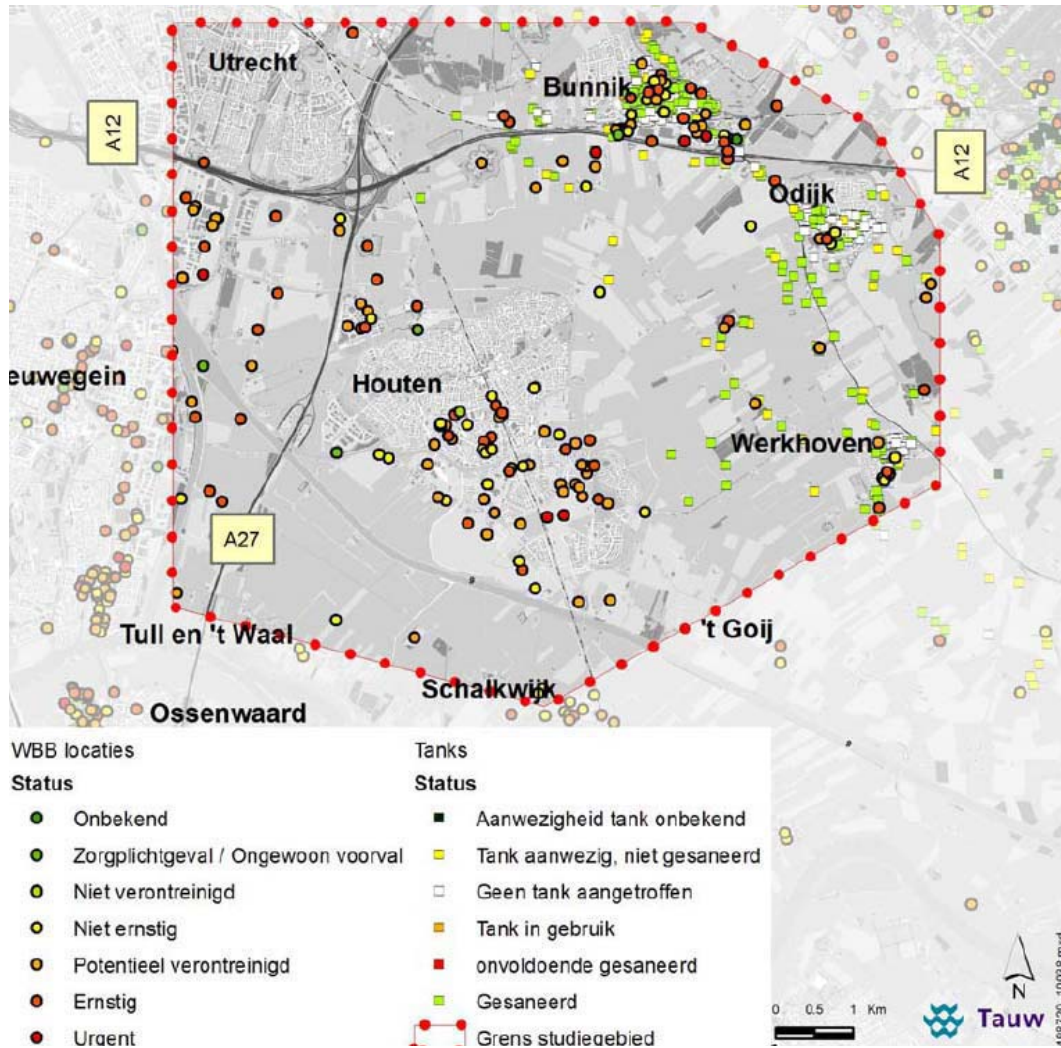 Utrecht
Bunnik
A12
A12
Odijk
euwegein
Houten
Werkhoven
A27
Tull en 't Waal
't Goij
Schalkwijk
Ossenwaard
WBB locaties
Status
Onbekend
Zorgplichtgeval / Ongewoon voorval
Niet verontreinigd
Niet ernstig
Potentieel verontreinigd
Ernstig
Urgent
Tanks
Status
Aanwezigheid tank onbekend
Tank aanwezig, niet gesaneerd
Geen tank aangetroffen
Tank in gebruik
onvoldoende gesaneerd
Gesaneerd
Grens studiegebied
0 0.5 1 Km
N
Tauw